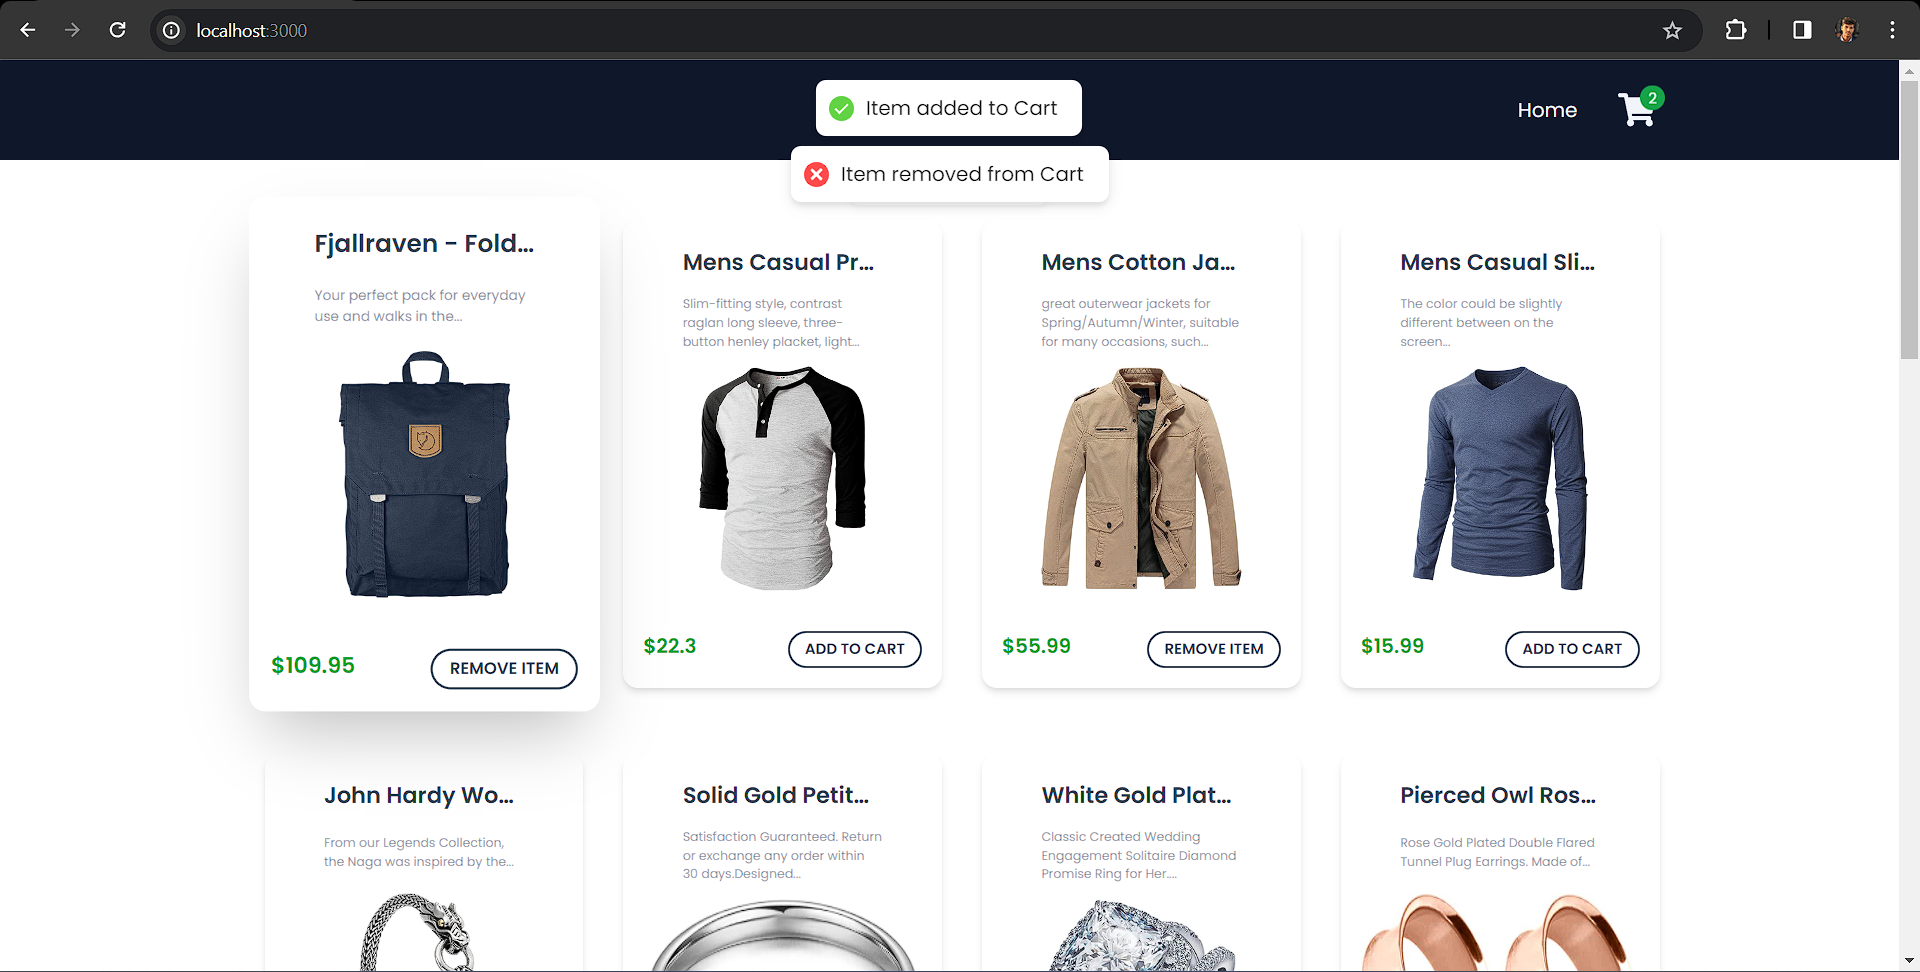 localhost:3000
Item added to Cart
Home
2
Item removed from Cart
Fjallraven - Fold...
Your perfect pack for everyday
use and walks in the...
$109.95
REMOVE ITEM
Mens Casual Pr...
Slim-fitting style, contrast
raglan long sleeve, three-
button henley placket, light...
$22.3
ADD TO CART
Mens Cotton Ja...
great outerwear jackets for
Spring/Autumn/Winter, suitable
for many occasions, such...
$55.99
REMOVE ITEM
Mens Casual Sli...
The color could be slightly
different between on the
screen...
$15.99
ADD TO CART
John Hardy Wo...
From our Legends Collection,
the Naga was inspired by the...
Solid Gold Petit...
Satisfaction Guaranteed. Return
or exchange any order within
30 days.Designed...
White Gold Plat...
Classic Created Wedding
Engagement Solitaire Diamond
Promise Ring for Her....
Pierced Owl Ros...
Rose Gold Plated Double Flared
Tunnel Plug Earrings. Made of...